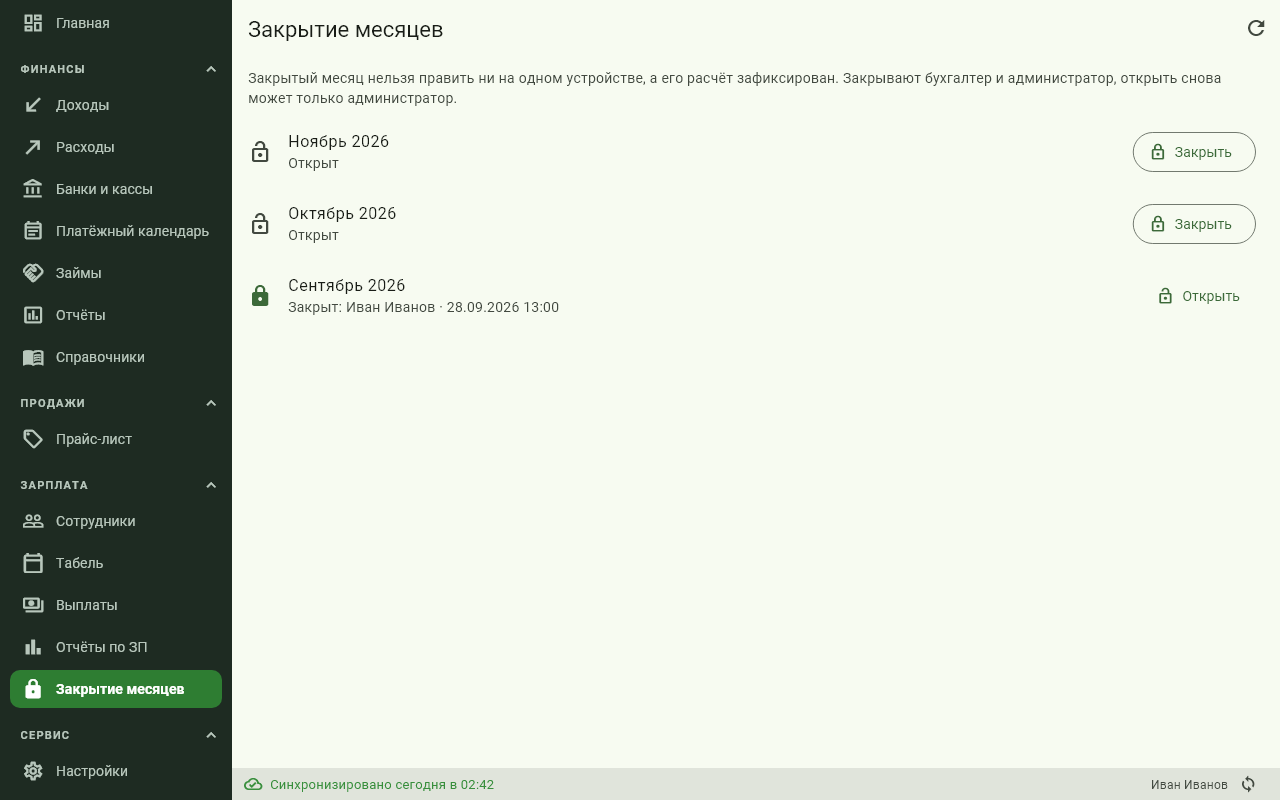 Главная
ФИНАНСЫ
Доходы
Расходы
Банки и кассы
Платёжный календарь
Займы
Отчёты
Справочники
ПРОДАЖИ
Прайс-лист
ЗАРПЛАТА
Сотрудники
Табель
Выплаты
Отчёты по ЗП
Закрытие месяцев
СЕРВИС
Настройки
Закрытие месяцев
Закрытый месяц нельзя править ни на одном устройстве, а его расчёт зафиксирован. Закрывают бухгалтер и администратор, открыть снова
может только администратор.
Ноябрь 2026
Открыт
Закрыть
Октябрь 2026
Открыт
Закрыть
Сентябрь 2026
Закрыт: Иван Иванов · 28.09.2026 13:00
Открыть
Синхронизировано сегодня в 02:42
Иван Иванов